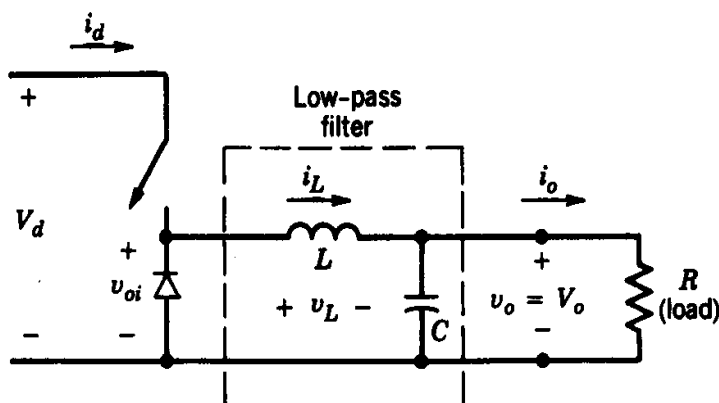 i_d
+
Low-pass
filter
i_L
i_o
V_d
+
L
+
v_oi
+ v_L -
C
v_o = V_o
R
(load)
-
-
-